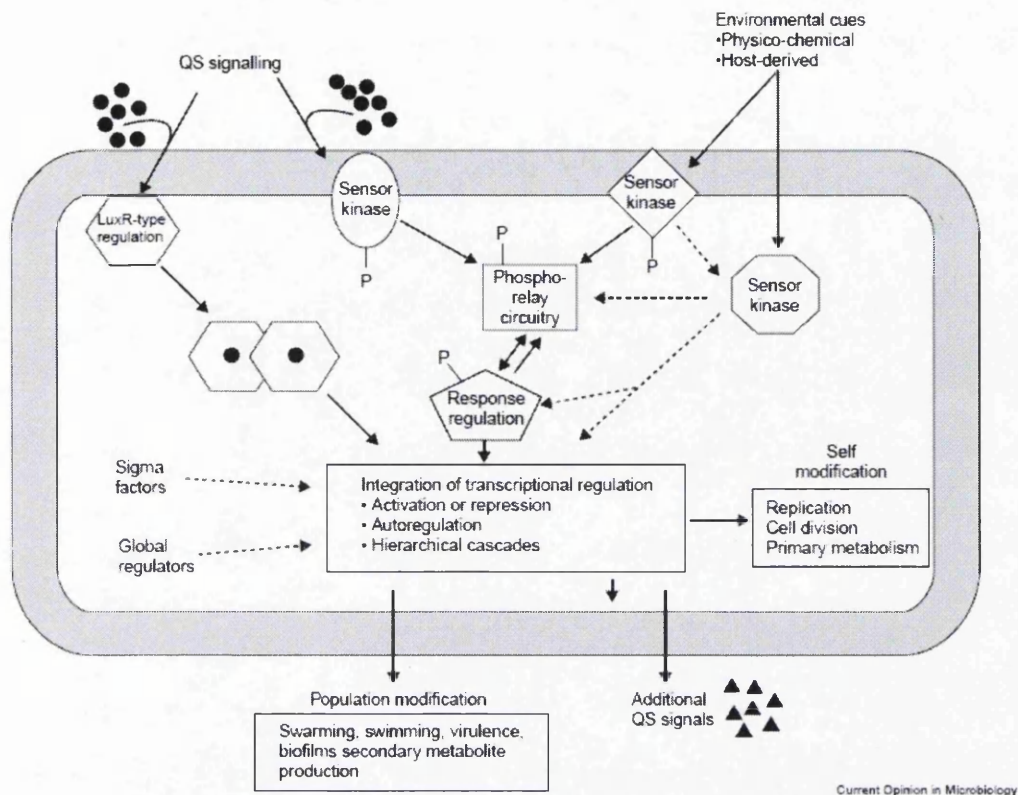 Environmental cues
•Physico-chemical
•Host-derived
QS signalling
Sensor
kinase
Sensor
kinase
LuxR-type
regulation
P
P
P
Phospho-
relay
circuitry
Sensor
kinase
P
Response
regulation
Sigma
factors
Global
regulators
Integration of transcriptional regulation
• Activation or repression
• Autoregulation
• Hierarchical cascades
Self
modification
Replication
Cell division
Primary metabolism
Population modification
Swarming, swimming, virulence,
biofilms secondary metabolite
production
Additional
QS signals
Current Opinion in Microbiology